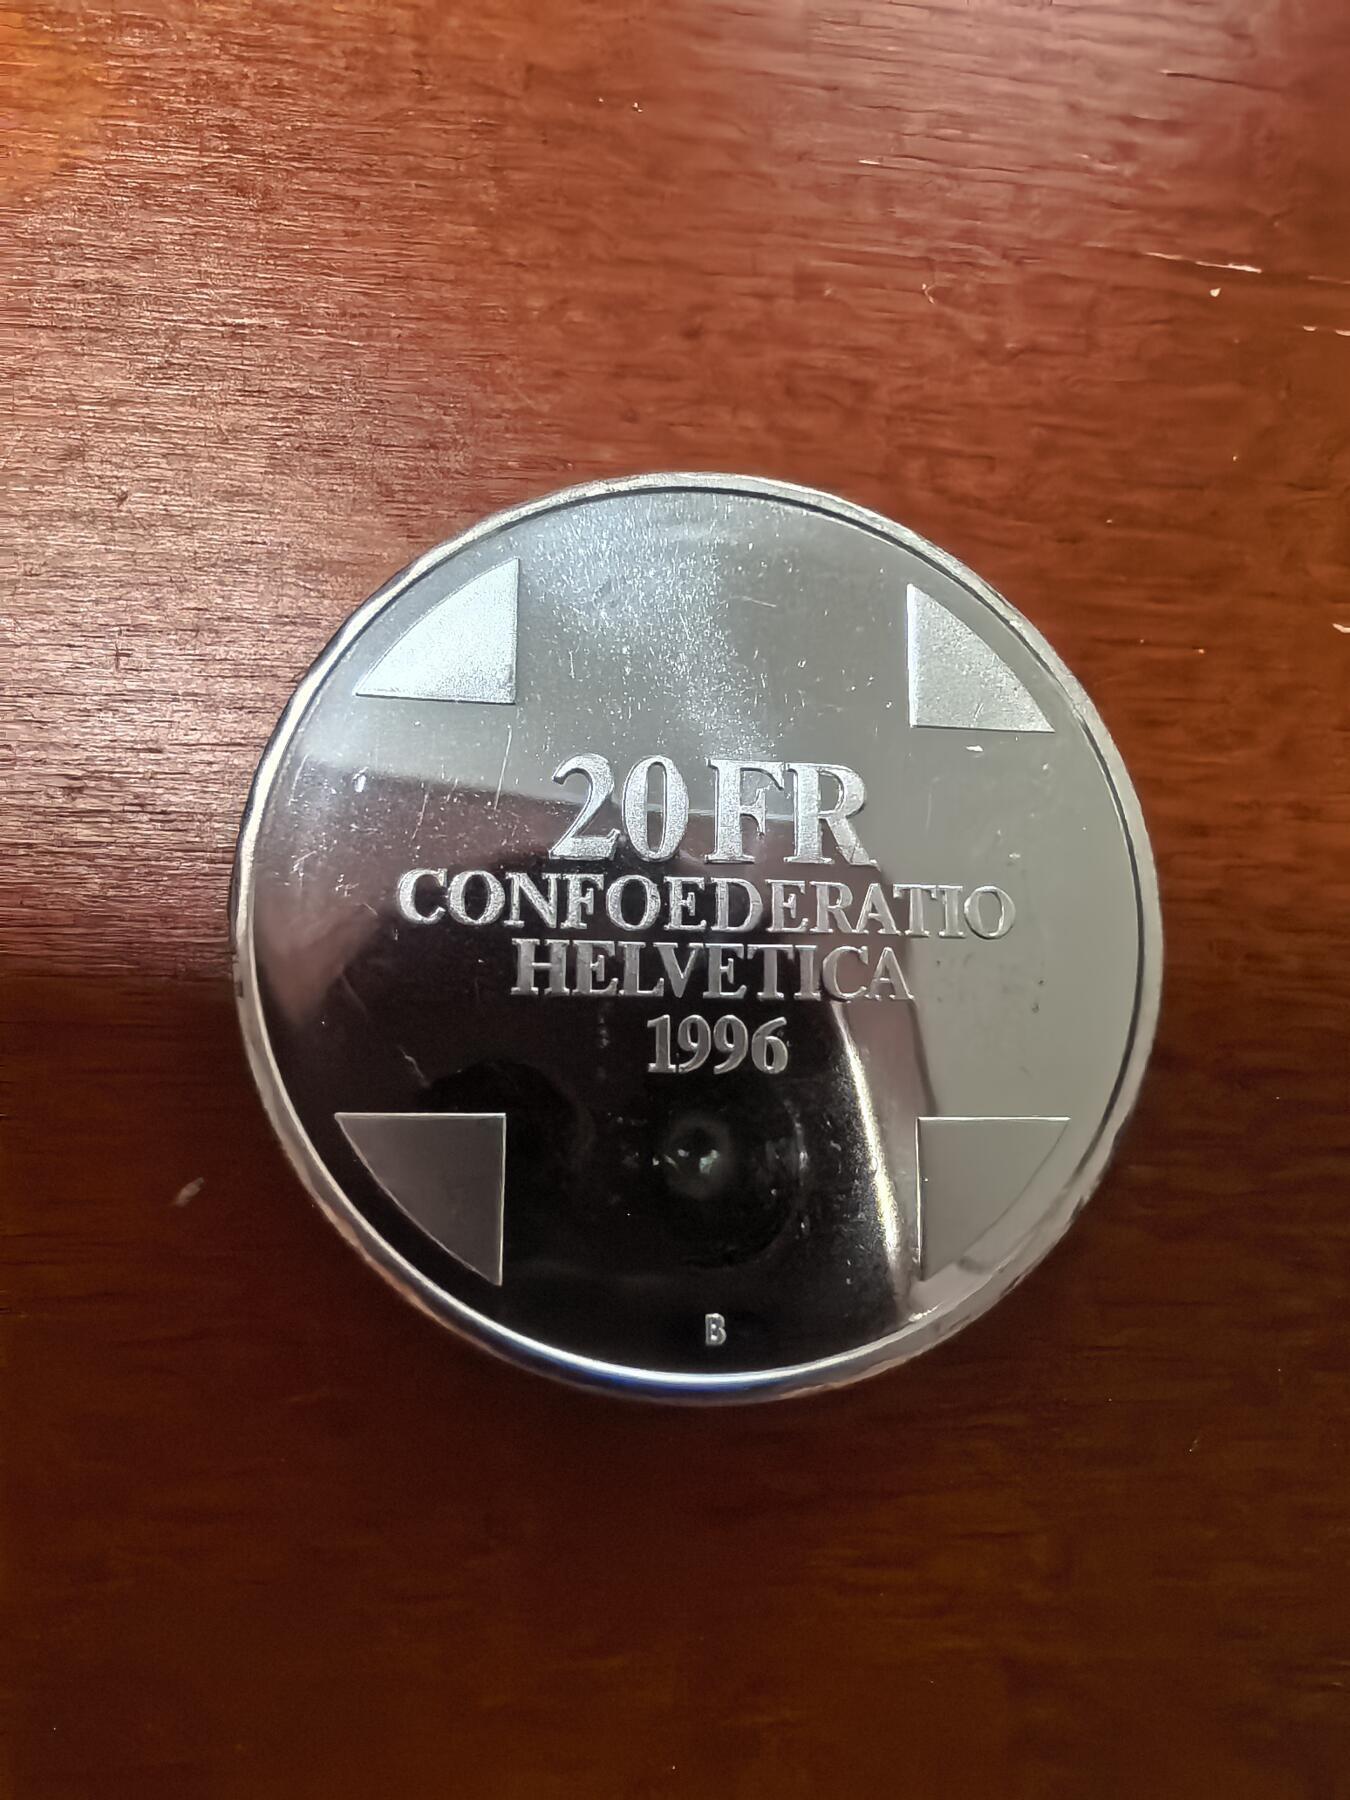 20 FR
CONFOEDERATIO
HELVETICA
1996
B